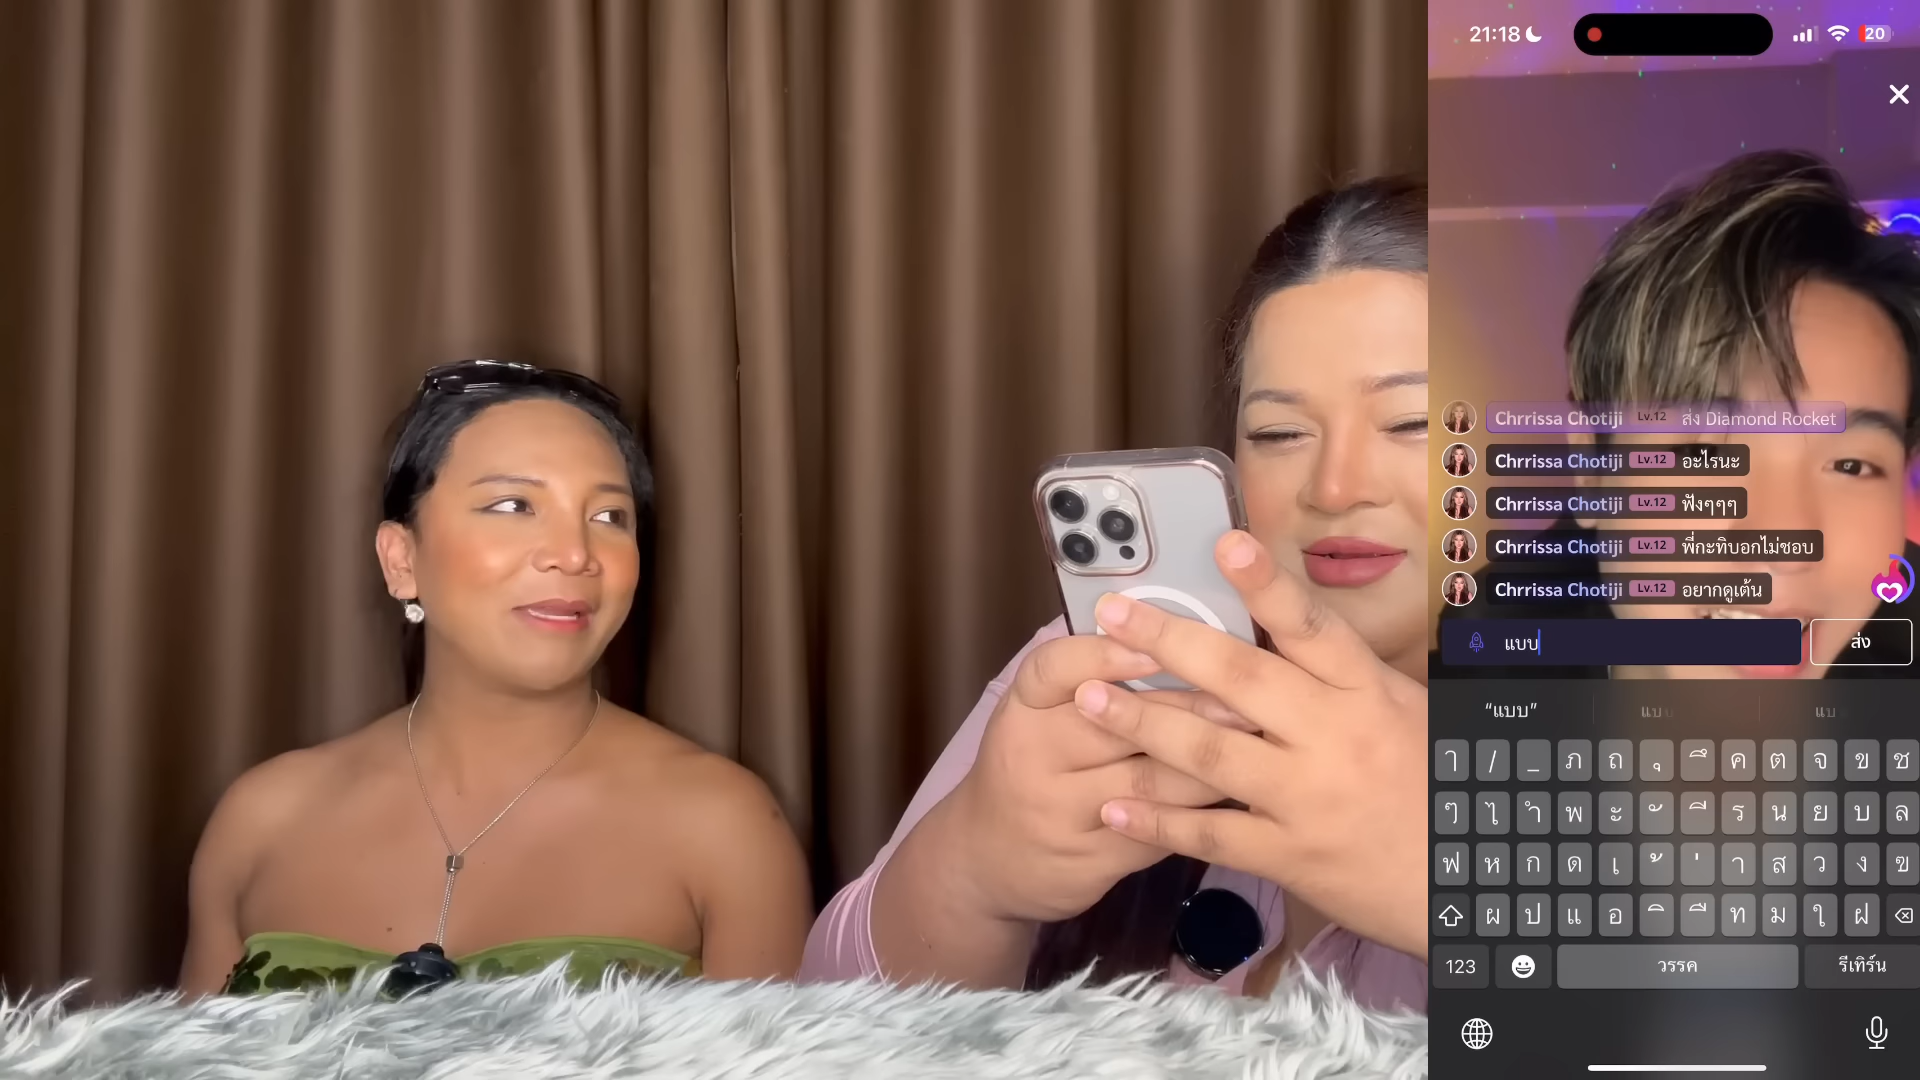 21:18
20
Chrrissa Chotiji Lv.12 ส่ง Diamond Rocket
Chrrissa Chotiji Lv.12 อะไรนะ
Chrrissa Chotiji Lv.12 ฟังๆๆๆ
Chrrissa Chotiji Lv.12 พี่กะทิบอกไม่ชอบ
Chrrissa Chotiji Lv.12 อยากดูเต้น
แบบ ส่ง
“แบบ”
ๅ / _ ภ ถ ุ ึ ค ต จ ข ช
ๆ ไ ำ พ ะ ั ี ร น ย บ ล
ฟ ห ก ด เ ้ ่ า ส ว ง ฃ
ผ ป แ อ ิ ื ท ม ใ ฝ
123 วรรค รีเทิร์น